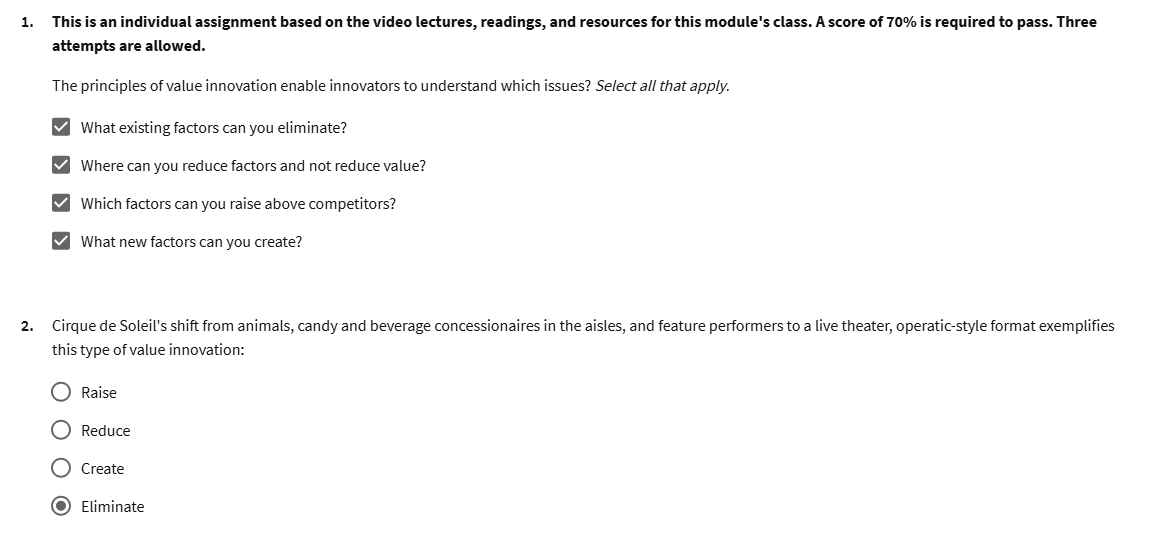 1. This is an individual assignment based on the video lectures, readings, and resources for this module's class. A score of 70% is required to pass. Three
attempts are allowed.
The principles of value innovation enable innovators to understand which issues? Select all that apply.
What existing factors can you eliminate?
Where can you reduce factors and not reduce value?
Which factors can you raise above competitors?
What new factors can you create?
2. Cirque de Soleil's shift from animals, candy and beverage concessionaires in the aisles, and feature performers to a live theater, operatic-style format exemplifies
this type of value innovation:
Raise
Reduce
Create
Eliminate